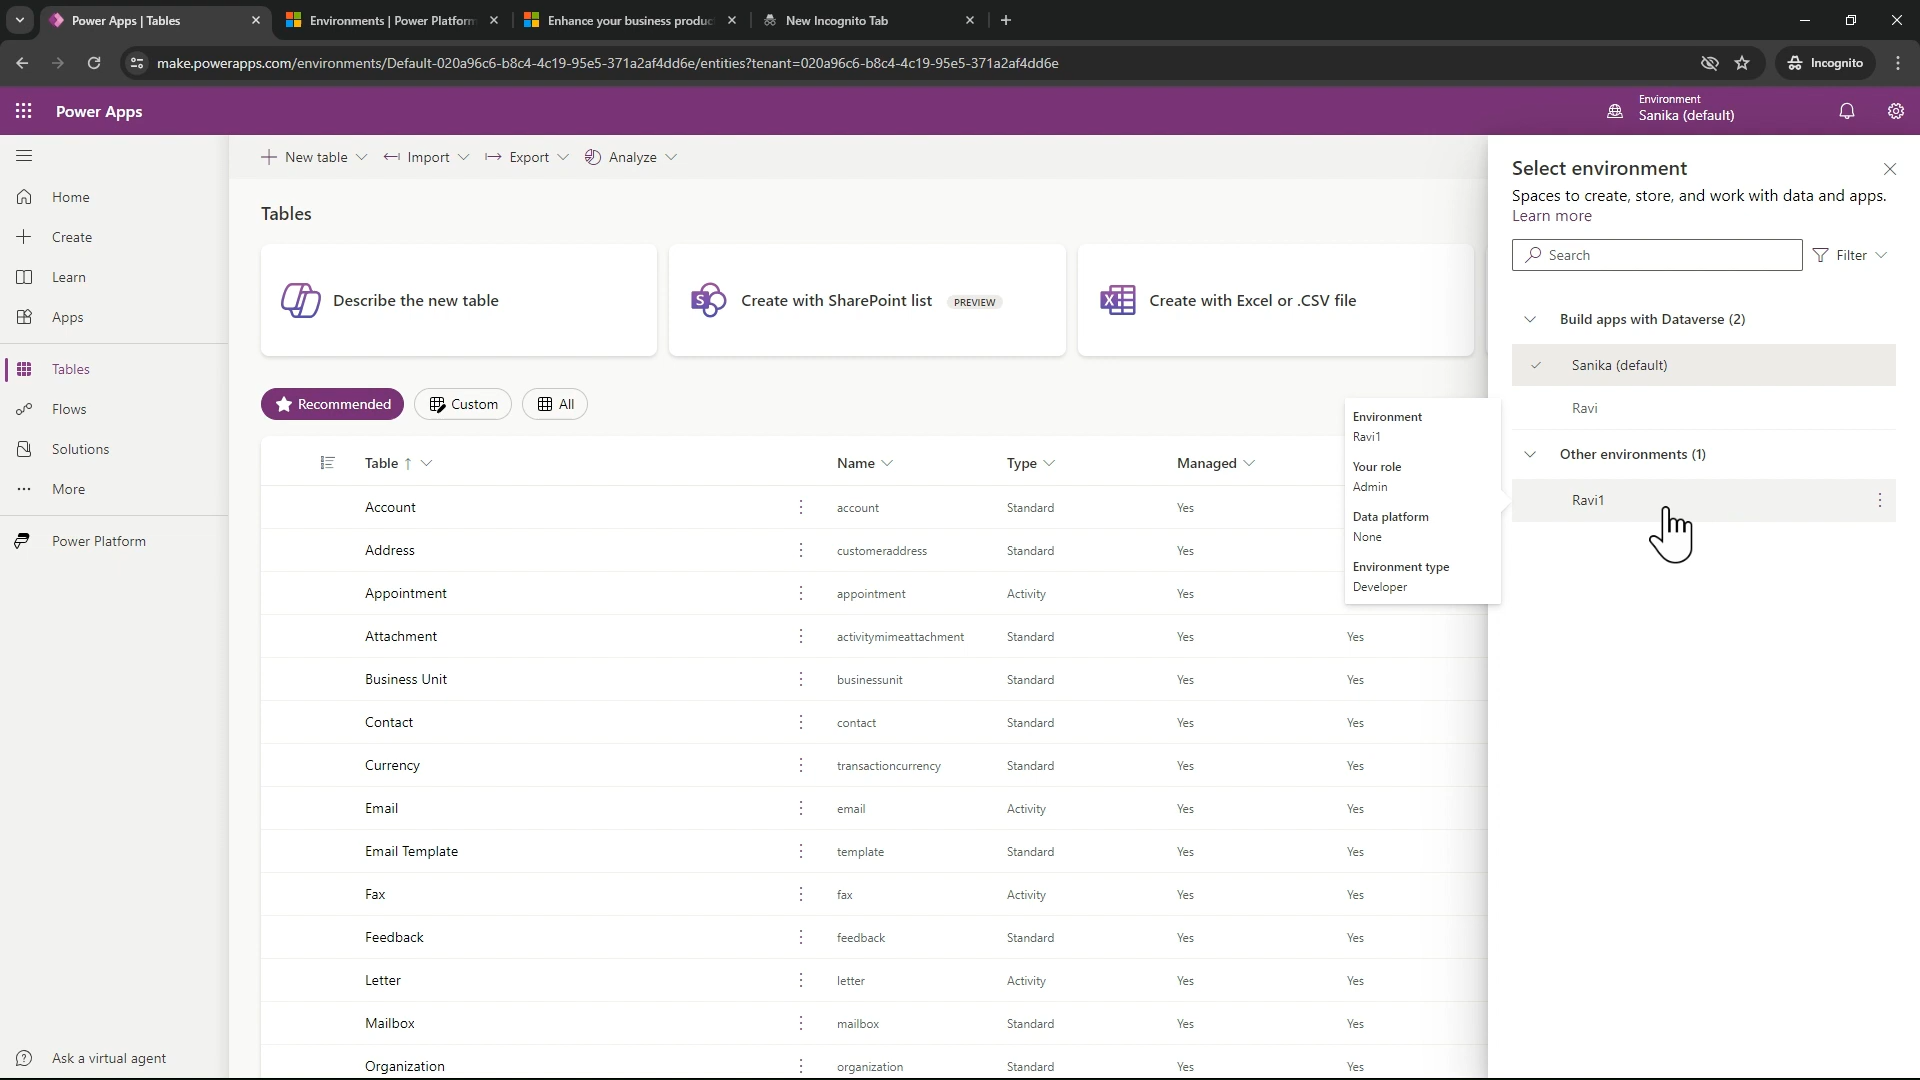 Power Apps | Tables
Environments | Power Platform
Enhance your business produc
New Incognito Tab
make.powerapps.com/environments/Default-020a96c6-b8c4-4c19-95e5-371a2af4dd6e/entities?tenant=020a96c6-b8c4-4c19-95e5-371a2af4dd6e
Incognito
Power Apps
Environment
Sanika (default)
Home
Create
Learn
Apps
Tables
Flows
Solutions
More
Power Platform
Ask a virtual agent
New table
Import
Export
Analyze
Tables
Describe the new table
Create with SharePoint list PREVIEW
Create with Excel or .CSV file
Recommended
Custom
All
Table ↑ Name Type Managed
Account account Standard Yes
Address customeraddress Standard Yes
Appointment appointment Activity Yes
Attachment activitymimeattachment Standard Yes Yes
Business Unit businessunit Standard Yes Yes
Contact contact Standard Yes Yes
Currency transactioncurrency Standard Yes Yes
Email email Activity Yes Yes
Email Template template Standard Yes Yes
Fax fax Activity Yes Yes
Feedback feedback Standard Yes Yes
Letter letter Activity Yes Yes
Mailbox mailbox Standard Yes Yes
Organization organization Standard Yes Yes
Environment
Ravi1
Your role
Admin
Data platform
None
Environment type
Developer
Select environment
Spaces to create, store, and work with data and apps.
Learn more
Search
Filter
Build apps with Dataverse (2)
Sanika (default)
Ravi
Other environments (1)
Ravi1